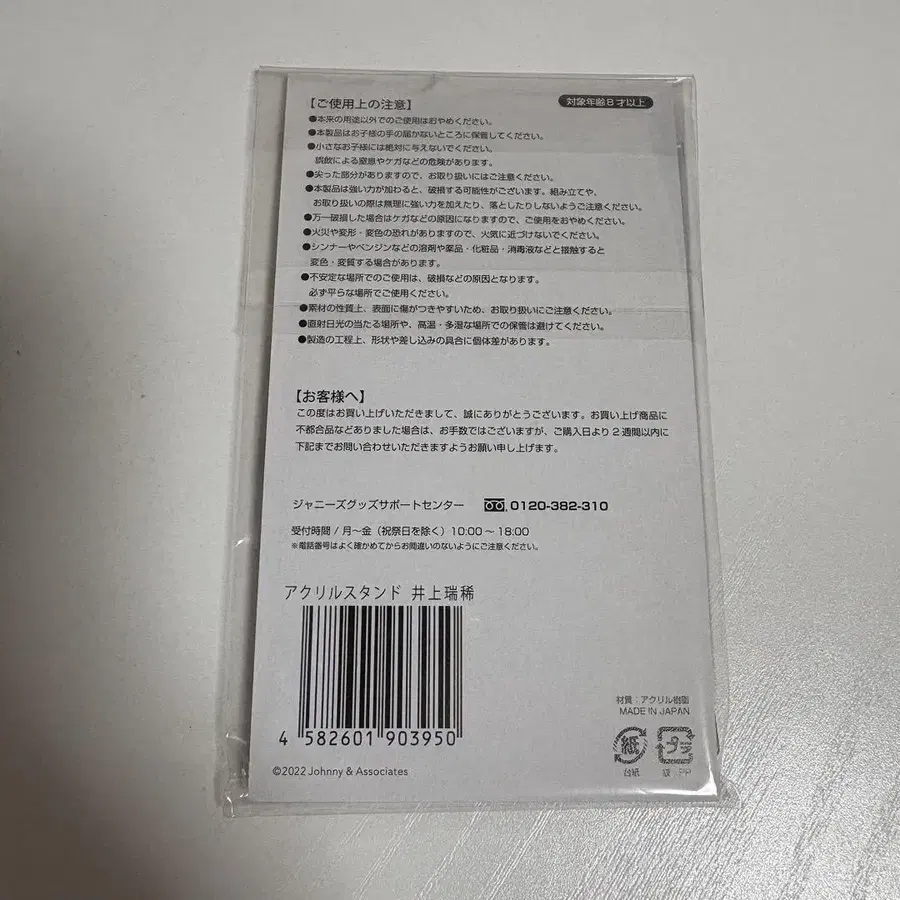 【ご使用上の注意】
対象年齢8才以上
●本来の用途以外でのご使用はおやめください。
●本製品はお子様の手の届かないところに保管してください。
●小さなお子様には絶対に与えないでください。
誤飲による窒息やケガなどの危険があります。
●尖った部分がありますので、お取り扱いにはご注意ください。
●本製品は強い力が加わると、破損する可能性がございます。組み立てや、
お取り扱いの際は無理に強い力を加えたり、落としたりしないようご注意ください。
●万一破損した場合はケガなどの原因になりますので、ご使用をおやめください。
●火災や変形・変色の恐れがありますので、火気に近づけないでください。
●シンナーやベンジンなどの溶剤や薬品・化粧品・消毒液などと接触すると
変色・変質する場合があります。
●不安定な場所でのご使用は、破損などの原因となります。
必ず平らな場所でご使用ください。
●素材の性質上、表面に傷がつきやすいため、お取り扱いにご注意ください。
●直射日光の当たる場所や、高温・多湿な場所での保管は避けてください。
●製造の工程上、形状や差し込みの具合に個体差があります。
【お客様へ】
この度はお買い上げいただきまして、誠にありがとうございます。お買い上げ商品に
不都合品などありました場合は、お手数ではございますが、ご購入日より2週間以内に
下記までお問い合わせいただきますようお願い申し上げます。
ジャニーズグッズサポートセンター 0120-382-310
受付時間 / 月～金（祝祭日を除く）10:00～18:00
※電話番号はよく確かめてからお間違いのないようにご注意ください。
アクリルスタンド 井上瑞稀
4 582601 903950
©2022 Johnny & Associates
材質：アクリル樹脂
MADE IN JAPAN
紙
プラ
台紙
袋：PP